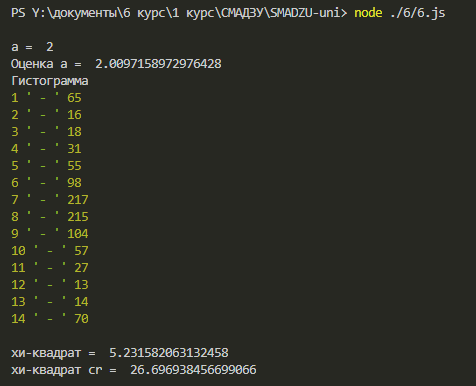 PS Y:\документы\6 курс\1 курс\СМАДЗУ\SMADZU-uni> node ./6/6.js
a =  2
Оценка a =  2.0097158972976428
Гистограмма
1 ' - ' 65
2 ' - ' 16
3 ' - ' 18
4 ' - ' 31
5 ' - ' 55
6 ' - ' 98
7 ' - ' 217
8 ' - ' 215
9 ' - ' 104
10 ' - ' 57
11 ' - ' 27
12 ' - ' 13
13 ' - ' 14
14 ' - ' 70
хи-квадрат =  5.231582063132458
хи-квадрат cr =  26.696938456699066